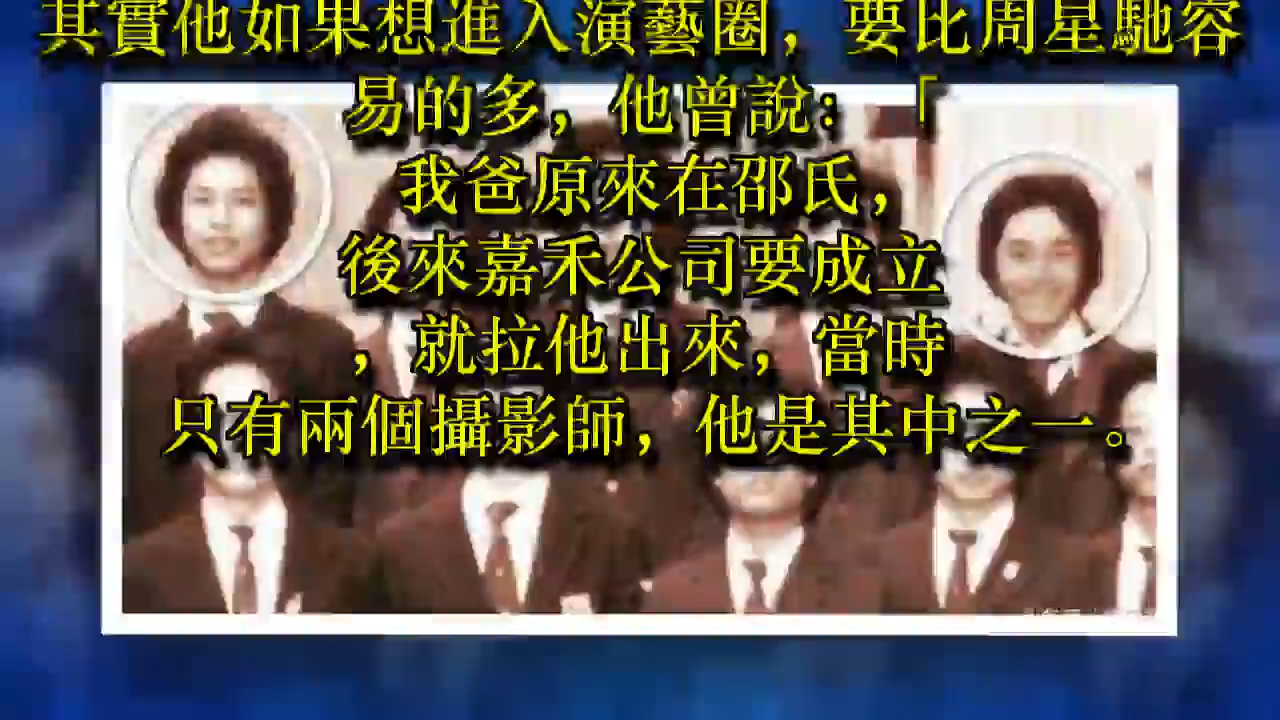 其實他如果想進入演藝圈，要比周星馳容
易的多，他曾說：「
我爸原來在邵氏，
後來嘉禾公司要成立
，就拉他出來，當時
只有兩個攝影師，他是其中之一。